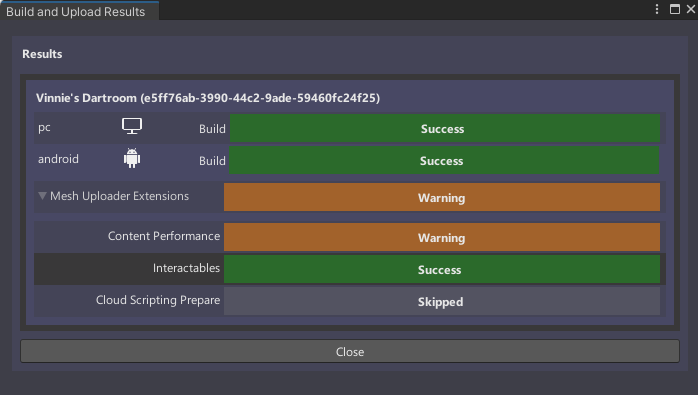 Build and Upload Results
Results
Vinnie's Dartroom (e5ff76ab-3990-44c2-9ade-59460fc24f25)
pc Build Success
android Build Success
Mesh Uploader Extensions Warning
Content Performance Warning
Interactables Success
Cloud Scripting Prepare Skipped
Close